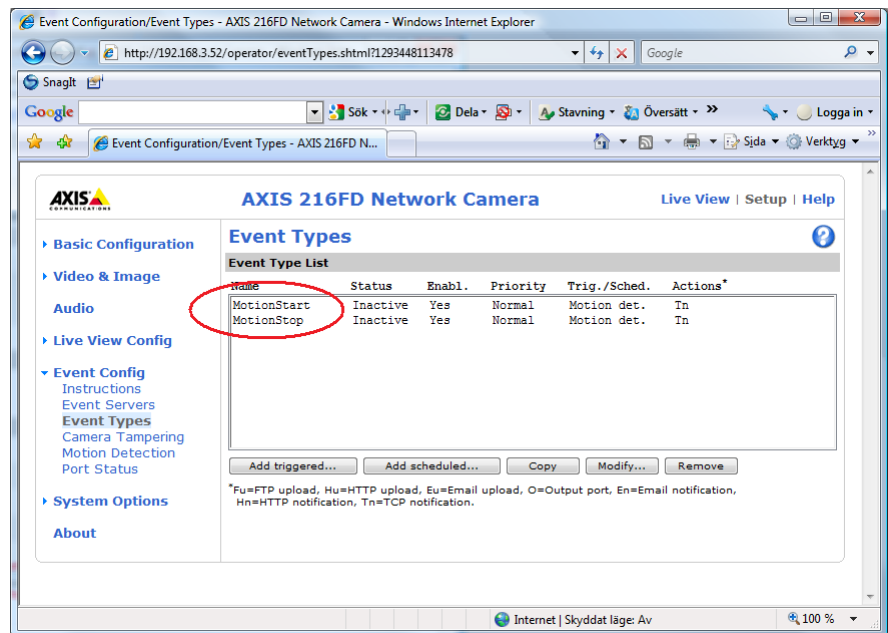 Event Configuration/Event Types - AXIS 216FD Network Camera - Windows Internet Explorer
http://192.168.3.52/operator/eventTypes.shtml?1293448113478
Google
SnagIt
Google
Sök
Dela
Stavning
Översätt
Logga in
Event Configuration/Event Types - AXIS 216FD N...
Sida
Verktyg
AXIS
COMMUNICATIONS
AXIS 216FD Network Camera
Live View | Setup | Help
Basic Configuration
Video & Image
Audio
Live View Config
Event Config
Instructions
Event Servers
Event Types
Camera Tampering
Motion Detection
Port Status
System Options
About
Event Types
Event Type List
Name Status Enabl. Priority Trig./Sched. Actions*
MotionStart Inactive Yes Normal Motion det. Tn
MotionStop Inactive Yes Normal Motion det. Tn
Add triggered... Add scheduled... Copy Modify... Remove
*Fu=FTP upload, Hu=HTTP upload, Eu=Email upload, O=Output port, En=Email notification,
Hn=HTTP notification, Tn=TCP notification.
Internet | Skyddat läge: Av
100 %